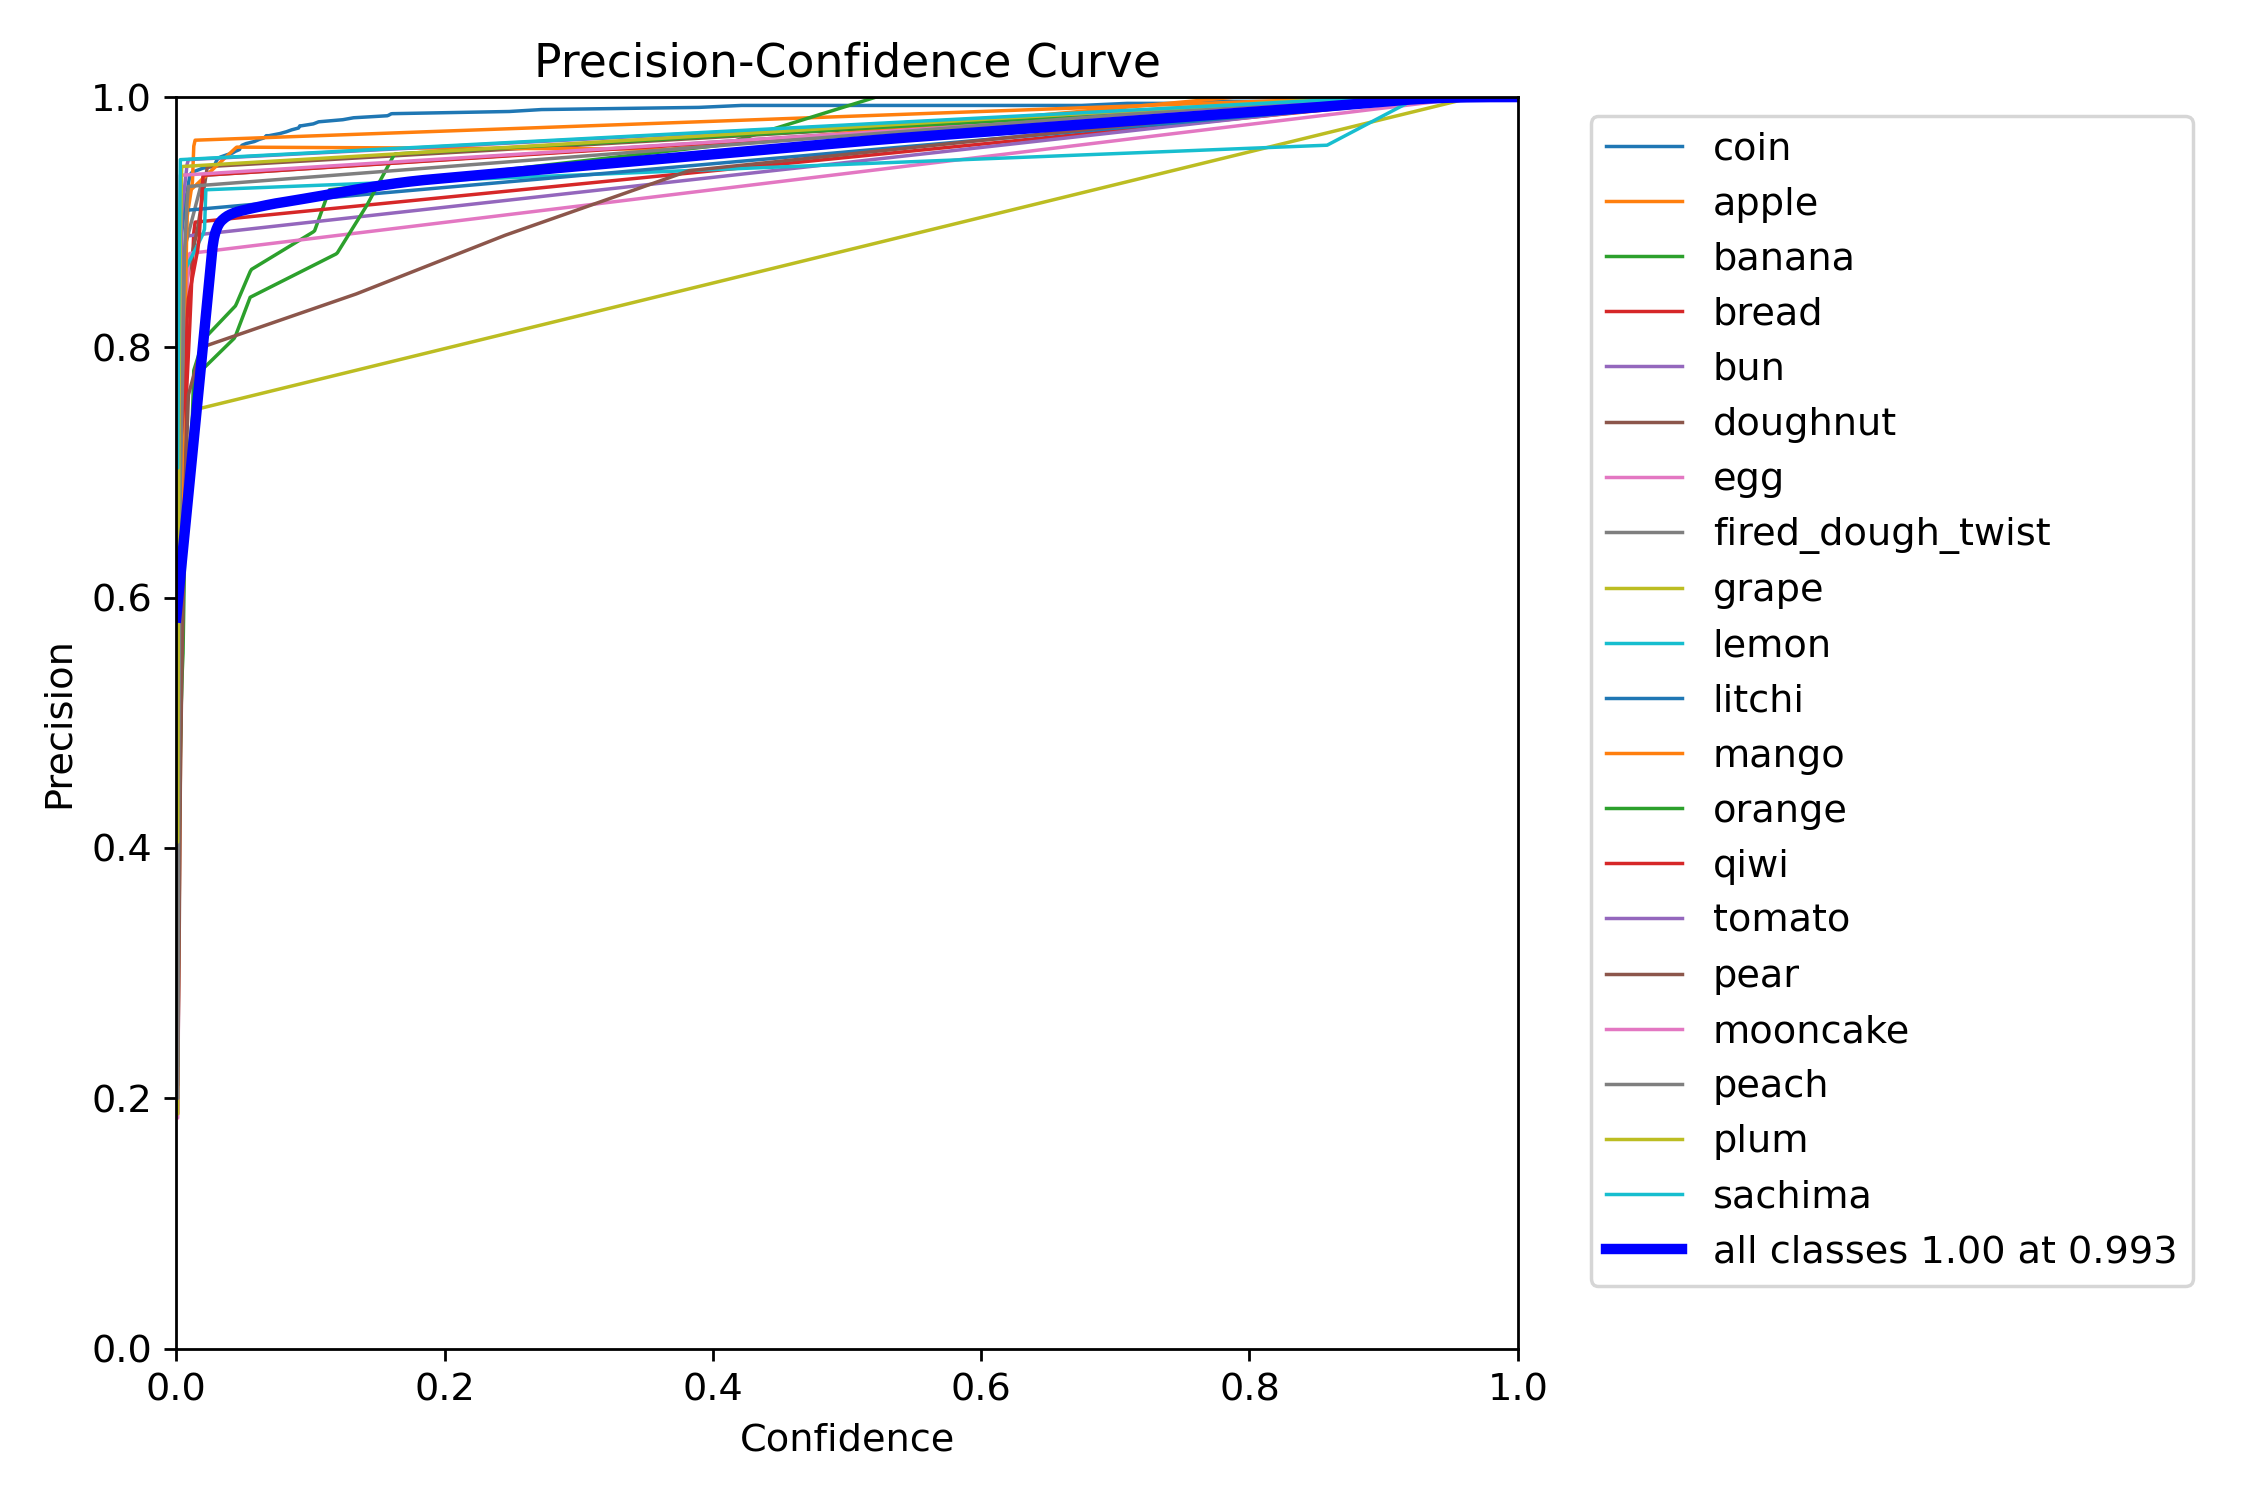 Precision-Confidence Curve
1.0
0.8
0.6
0.4
0.2
0.0
Precision
0.0 0.2 0.4 0.6 0.8 1.0
Confidence
coin
apple
banana
bread
bun
doughnut
egg
fired_dough_twist
grape
lemon
litchi
mango
orange
qiwi
tomato
pear
mooncake
peach
plum
sachima
all classes 1.00 at 0.993